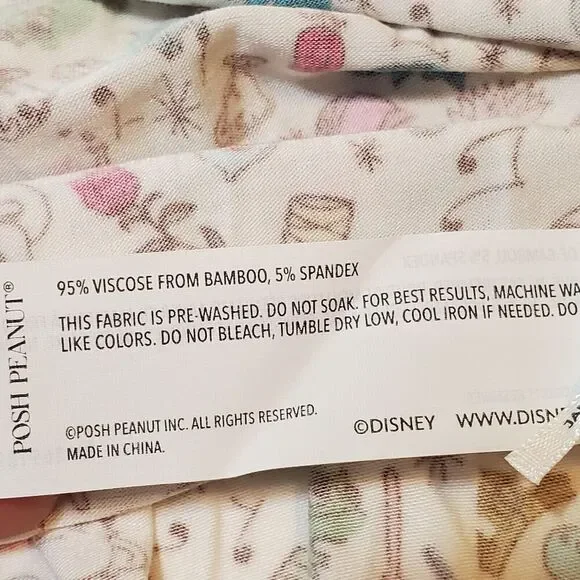 POSH PEANUT®
95% VISCOSE FROM BAMBOO, 5% SPANDEX
THIS FABRIC IS PRE-WASHED. DO NOT SOAK. FOR BEST RESULTS, MACHINE WA
LIKE COLORS. DO NOT BLEACH, TUMBLE DRY LOW, COOL IRON IF NEEDED. DO
©POSH PEANUT INC. ALL RIGHTS RESERVED.
MADE IN CHINA.
©DISNEY WWW.DISN